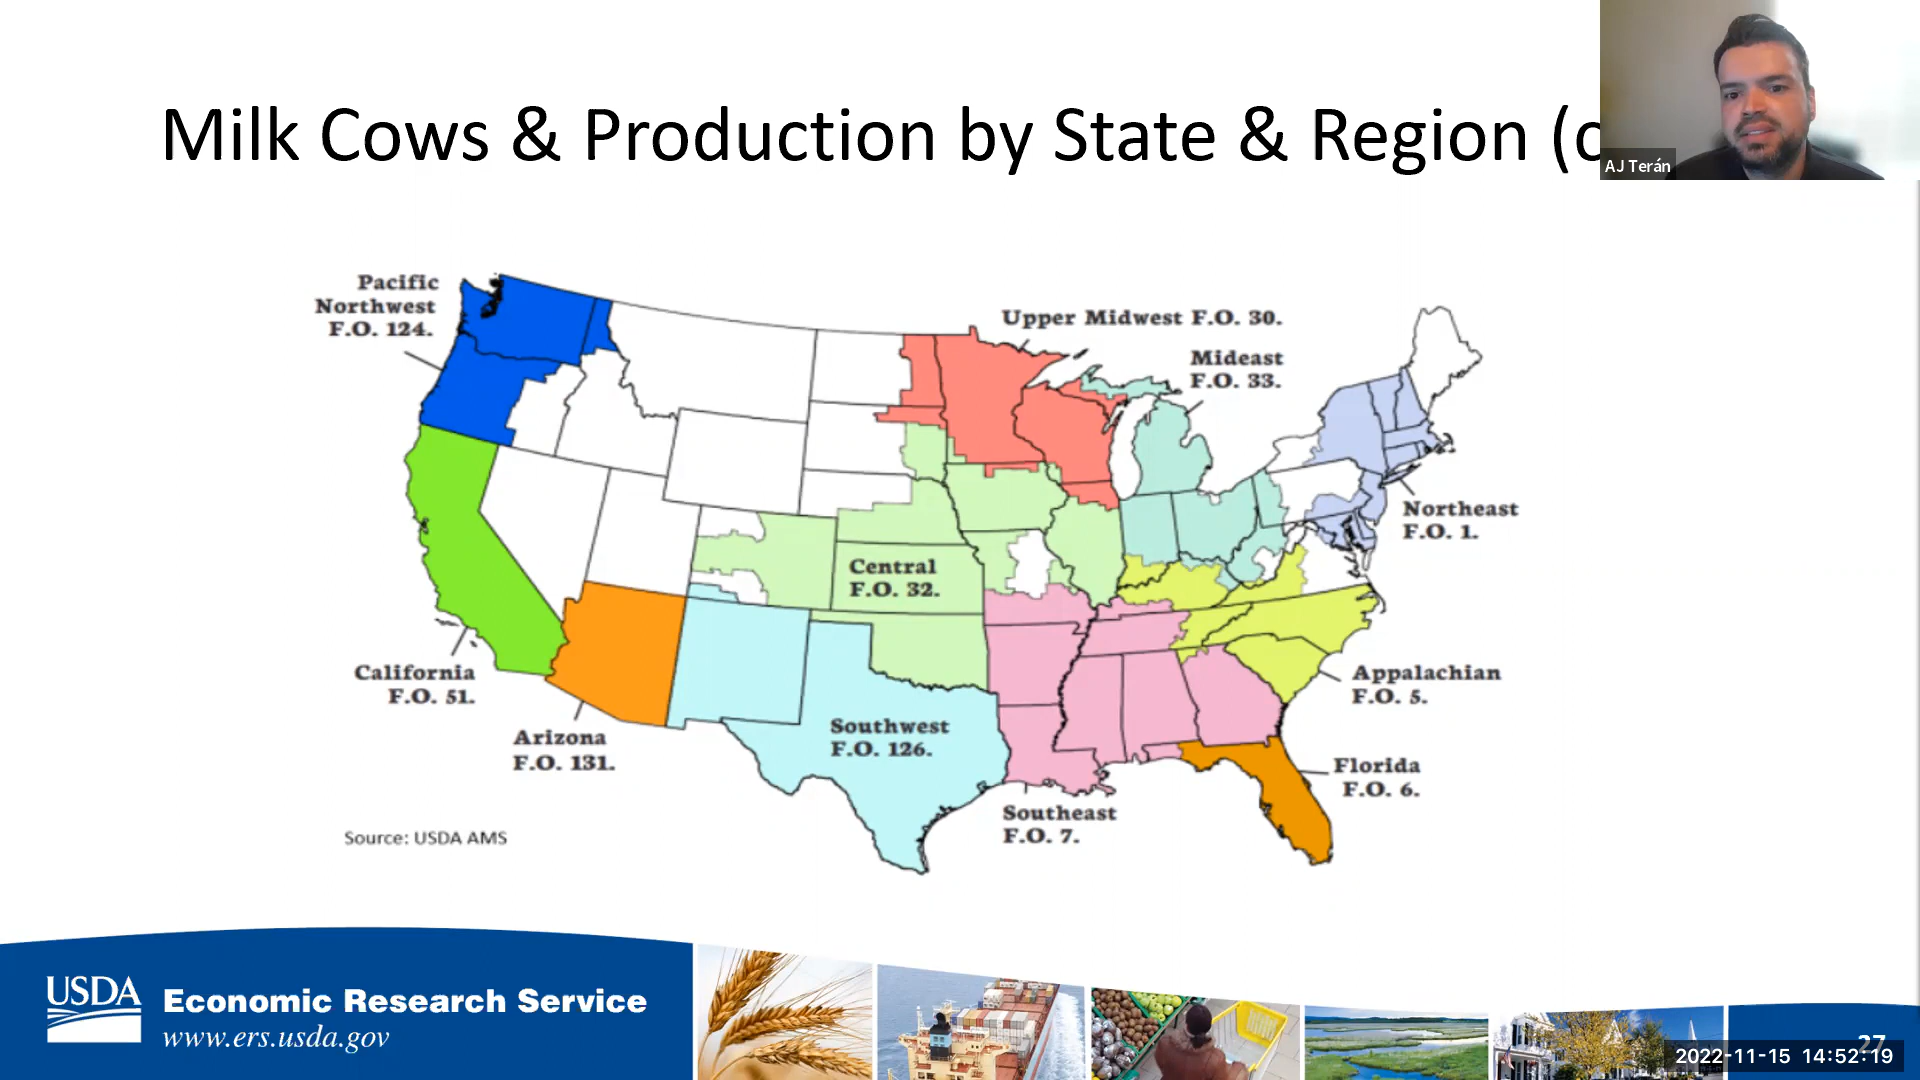 Milk Cows & Production by State & Region (
AJ Terán
Pacific
Northwest
F.O. 124.
Upper Midwest F.O. 30.
Mideast
F.O. 33.
Northeast
F.O. 1.
Central
F.O. 32.
California
F.O. 51.
Appalachian
F.O. 5.
Arizona
F.O. 131.
Southwest
F.O. 126.
Florida
F.O. 6.
Southeast
F.O. 7.
Source: USDA AMS
USDA
Economic Research Service
www.ers.usda.gov
27
2022-11-15 14:52:19